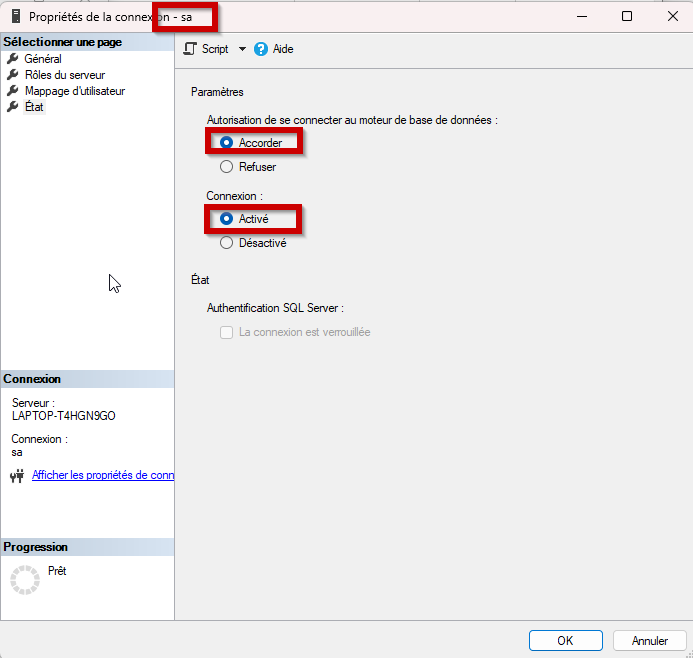 Propriétés de la connexion - sa
Sélectionner une page
Général
Rôles du serveur
Mappage d'utilisateur
État
Script
Aide
Paramètres
Autorisation de se connecter au moteur de base de données :
Accorder
Refuser
Connexion :
Activé
Désactivé
État
Authentification SQL Server :
La connexion est verrouillée
Connexion
Serveur :
LAPTOP-T4HGN9GO
Connexion :
sa
Afficher les propriétés de conn
Progression
Prêt
OK
Annuler